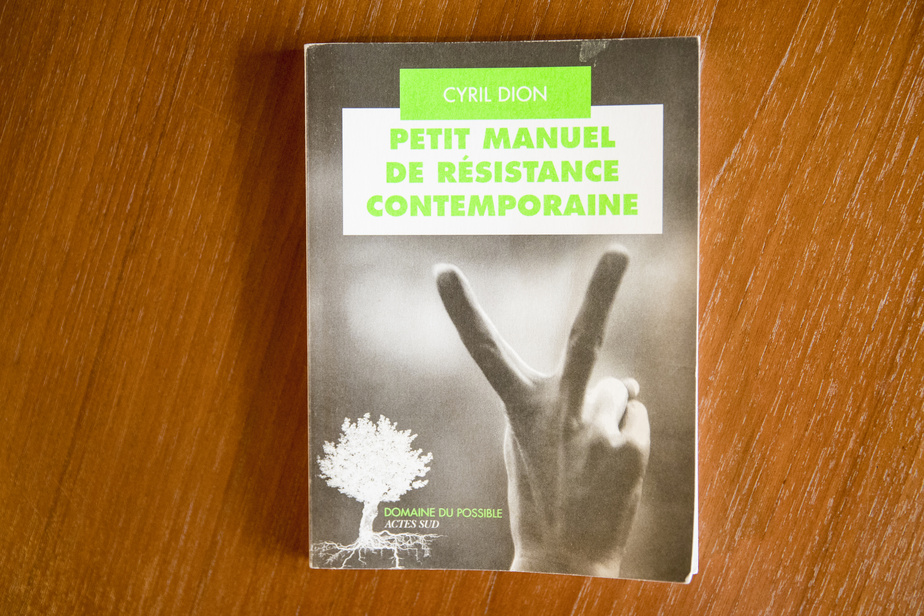 CYRIL DION
PETIT MANUEL
DE RÉSISTANCE
CONTEMPORAINE
DOMAINE DU POSSIBLE
ACTES SUD